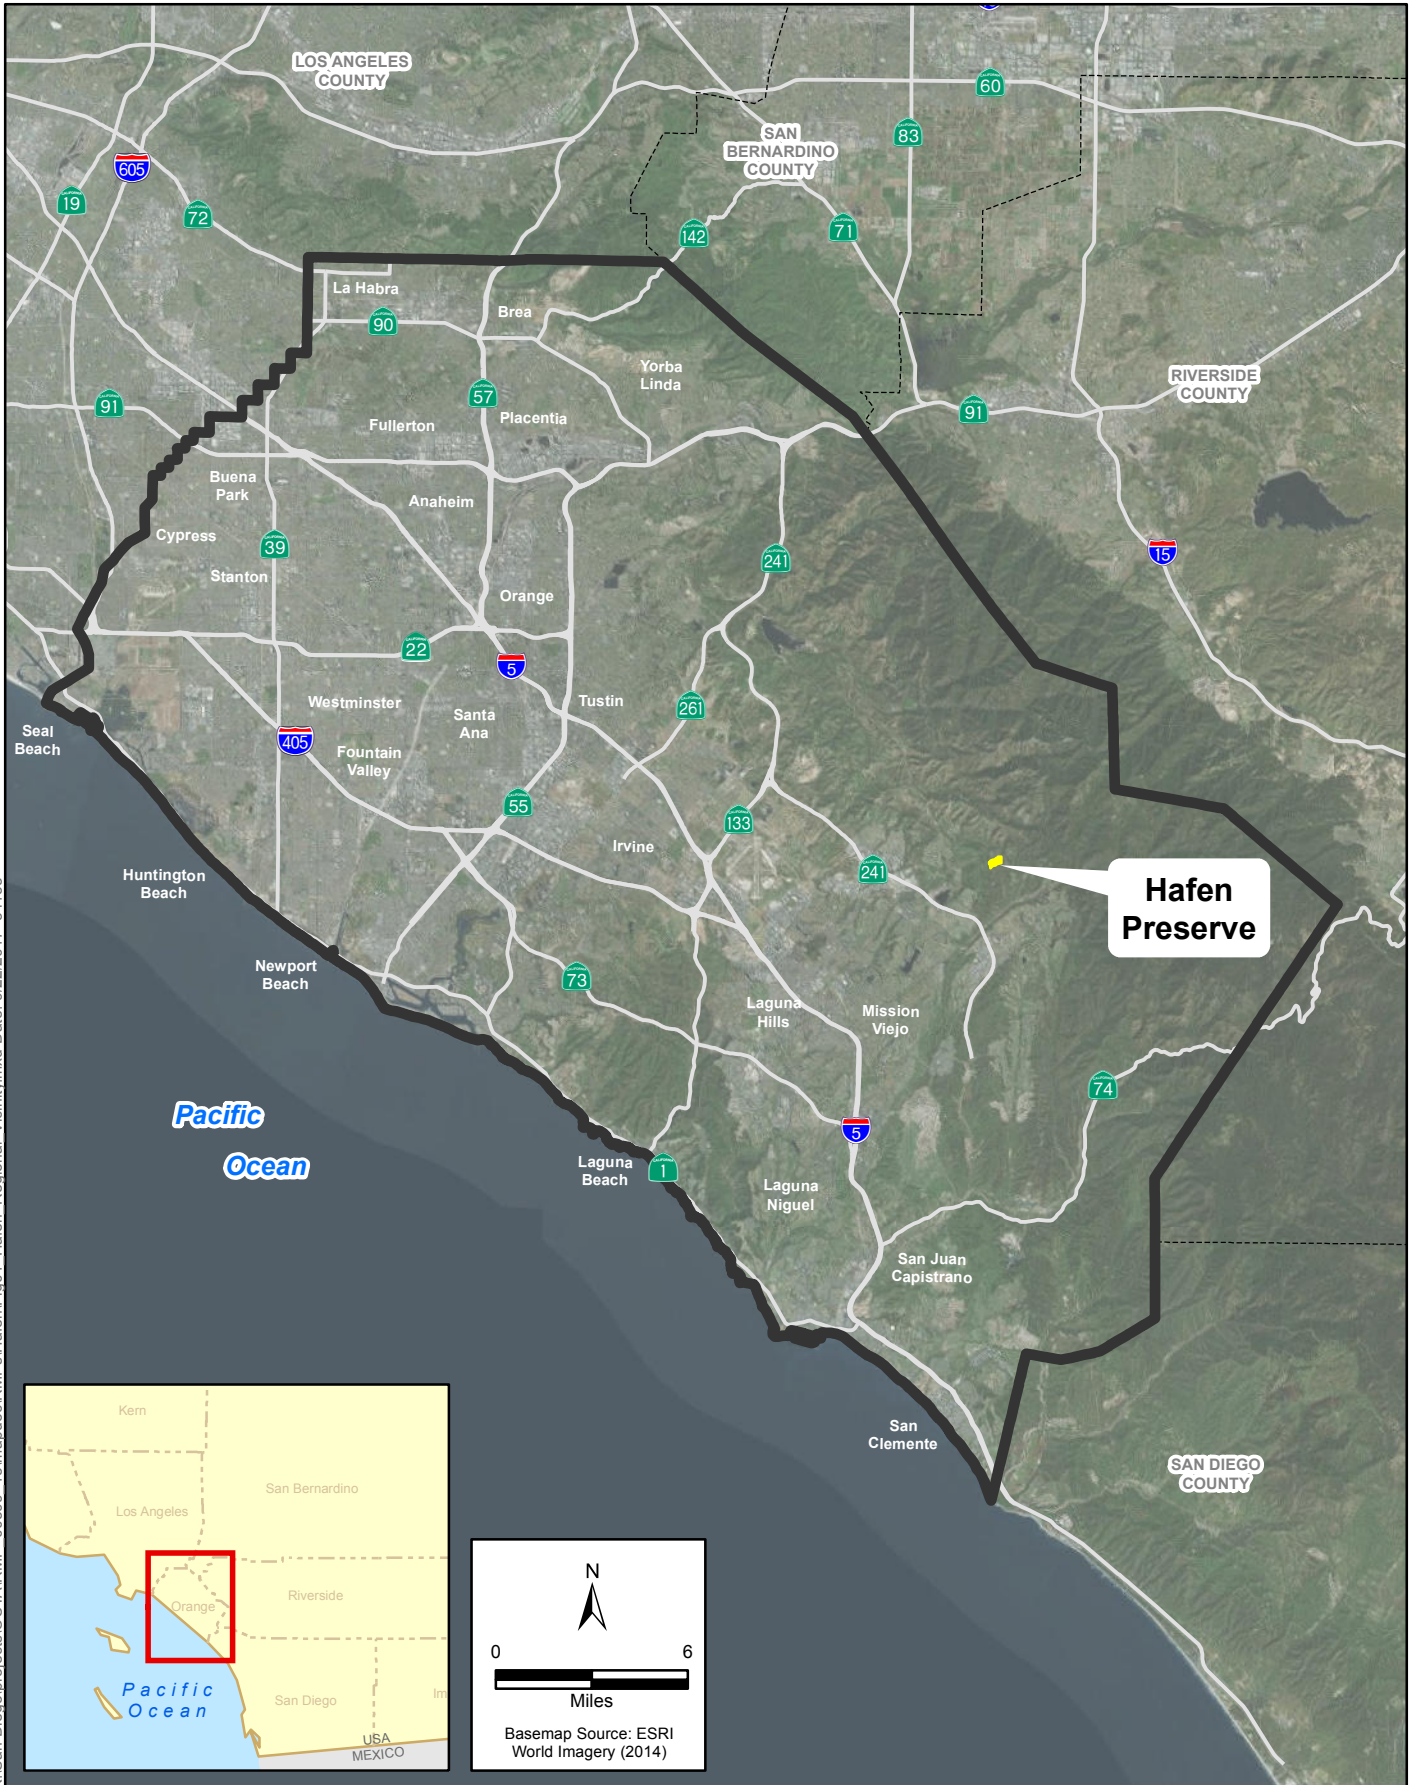 LOS ANGELES
COUNTY
60
SAN
BERNARDINO
COUNTY
83
605
19
72
142
71
La Habra
Brea
90
Yorba
Linda
RIVERSIDE
COUNTY
91
57
91
Placentia
Fullerton
Buena
Park
Anaheim
Cypress
39
241
15
Stanton
Orange
22
5
Westminster
Santa
Ana
Tustin
261
Seal
Beach
405
Fountain
Valley
55
133
Irvine
241
Huntington
Beach
Hafen
Preserve
Newport
Beach
73
Laguna
Hills
Mission
Viejo
74
Pacific
Ocean
5
Laguna
Beach
CALIFORNIA
1
Laguna
Niguel
San Juan
Capistrano
San
Clemente
SAN DIEGO
COUNTY
Kern
San Bernardino
Los Angeles
Riverside
Orange
Pacific
Ocean
San Diego
Im
USA
MEXICO
N
0 6
Miles
Basemap Source: ESRI
World Imagery (2014)